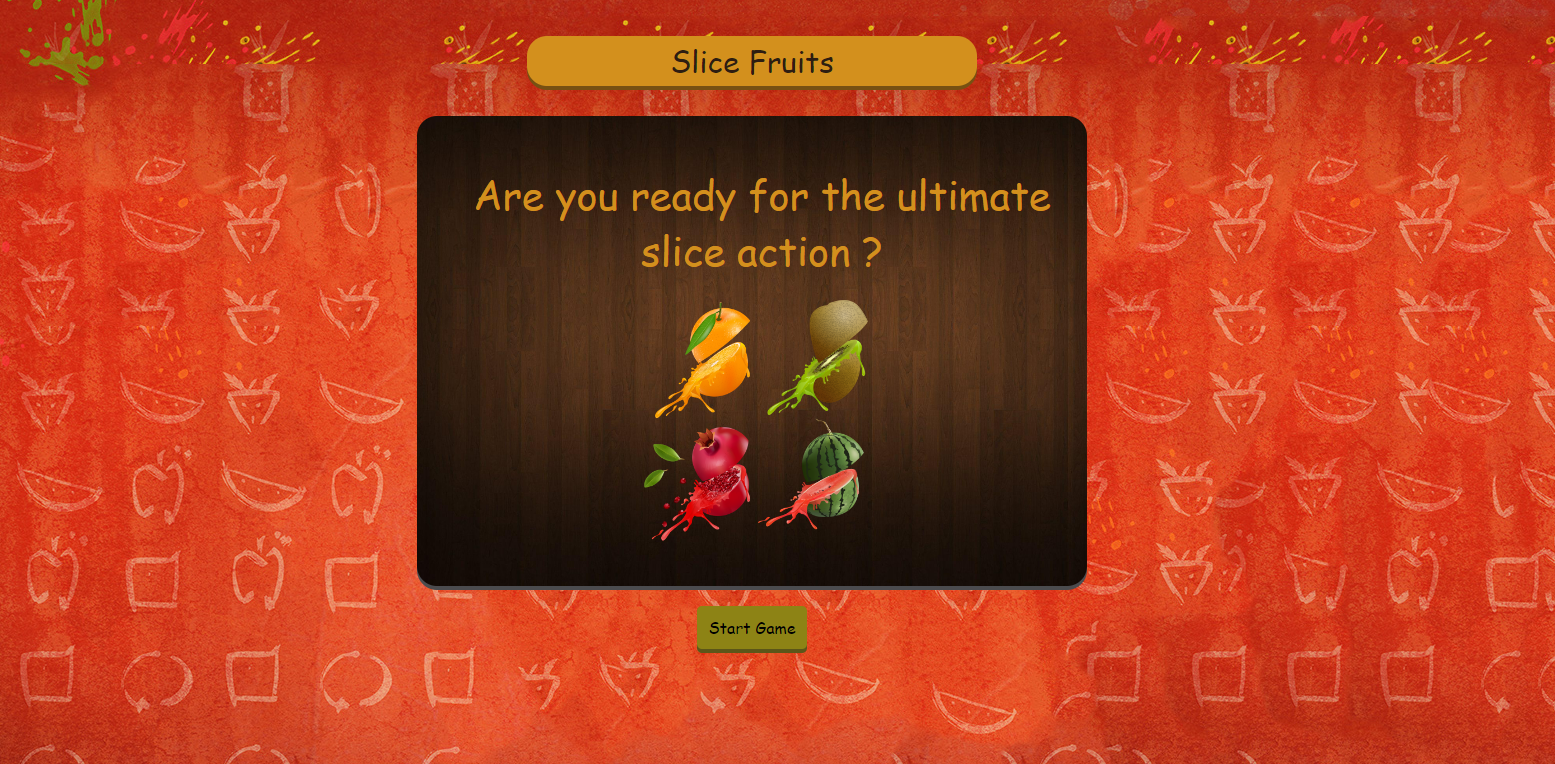 Slice Fruits
Are you ready for the ultimate
slice action ?
Start Game